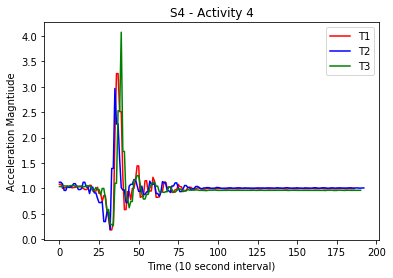 S4 - Activity 4
Acceleration Magntiude
4.0
3.5
3.0
2.5
2.0
1.5
1.0
0.5
0.0
T1
T2
T3
0 25 50 75 100 125 150 175 200
Time (10 second interval)